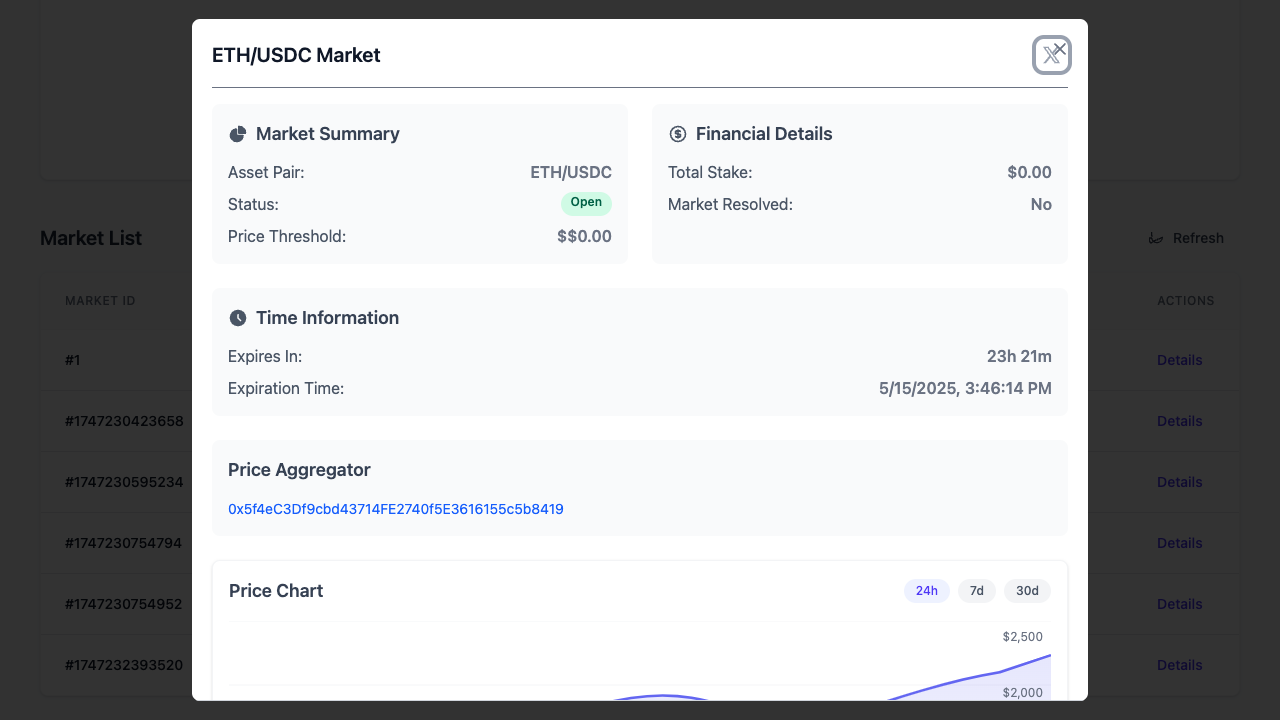 ETH/USDC Market
Market Summary
Asset Pair: ETH/USDC
Status: Open
Price Threshold: $$0.00
Financial Details
Total Stake: $0.00
Market Resolved: No
Time Information
Expires In: 23h 21m
Expiration Time: 5/15/2025, 3:46:14 PM
Price Aggregator
0x5f4eC3Df9cbd43714FE2740f5E3616155c5b8419
Price Chart
24h 7d 30d
$2,500
$2,000
Market List
Refresh
MARKET ID ACTIONS
#1 Details
#1747230423658 Details
#1747230595234 Details
#1747230754794 Details
#1747230754952 Details
#1747232393520 Details